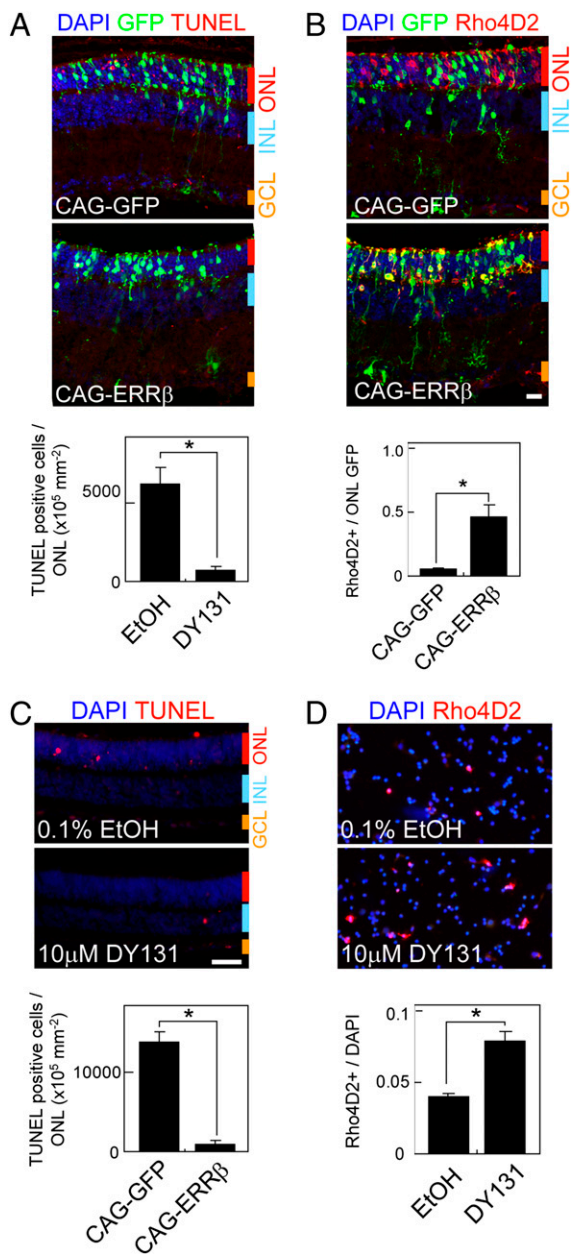 A
DAPI GFP TUNEL
ONL
INL
GCL
CAG-GFP
CAG-ERRβ
TUNEL positive cells /
ONL (x10⁵ mm⁻²)
5000
0
*
EtOH
DY131
B
DAPI GFP Rho4D2
ONL
INL
GCL
CAG-GFP
CAG-ERRβ
Rho4D2+ / ONL GFP
1.0
0.5
0
*
CAG-GFP
CAG-ERRβ
C
DAPI TUNEL
ONL
INL
GCL
0.1% EtOH
10μM DY131
TUNEL positive cells /
ONL (x10⁵ mm⁻²)
10000
0
*
CAG-GFP
CAG-ERRβ
D
DAPI Rho4D2
0.1% EtOH
10μM DY131
Rho4D2+ / DAPI
0.1
0.05
0
*
EtOH
DY131